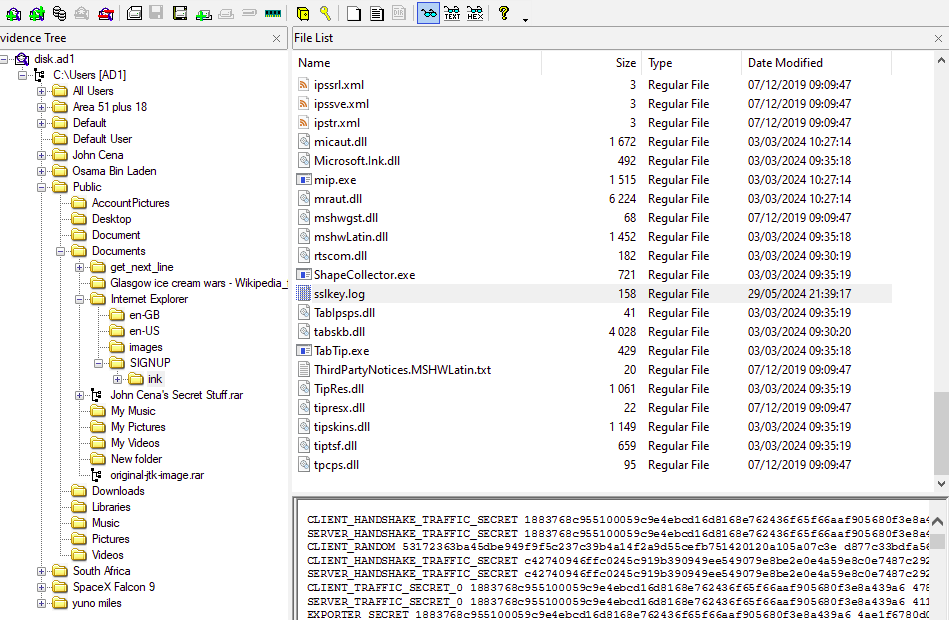 TEXT HEX ?
vidence Tree
disk.ad1
C:\Users [AD1]
All Users
Area 51 plus 18
Default
Default User
John Cena
Osama Bin Laden
Public
AccountPictures
Desktop
Document
Documents
get_next_line
Glasgow ice cream wars - Wikipedia_
Internet Explorer
en-GB
en-US
images
SIGNUP
ink
John Cena's Secret Stuff.rar
My Music
My Pictures
My Videos
New folder
original-jtk-image.rar
Downloads
Libraries
Music
Pictures
Videos
South Africa
SpaceX Falcon 9
yuno miles
File List
Name Size Type Date Modified
ipssrl.xml 3 Regular File 07/12/2019 09:09:47
ipssve.xml 3 Regular File 07/12/2019 09:09:47
ipstr.xml 3 Regular File 07/12/2019 09:09:47
micaut.dll 1 672 Regular File 03/03/2024 10:27:14
Microsoft.Ink.dll 492 Regular File 03/03/2024 09:35:18
mip.exe 1 515 Regular File 03/03/2024 10:27:14
mraut.dll 6 224 Regular File 03/03/2024 10:27:14
mshwgst.dll 68 Regular File 07/12/2019 09:09:47
mshwLatin.dll 1 452 Regular File 03/03/2024 09:35:18
rtscom.dll 182 Regular File 03/03/2024 09:30:19
ShapeCollector.exe 721 Regular File 03/03/2024 09:35:19
sslkey.log 158 Regular File 29/05/2024 21:39:17
Tablpsps.dll 41 Regular File 03/03/2024 09:35:19
tabskb.dll 4 028 Regular File 03/03/2024 09:30:20
TabTip.exe 429 Regular File 03/03/2024 09:35:18
ThirdPartyNotices.MSHWLatin.txt 20 Regular File 07/12/2019 09:09:47
TipRes.dll 1 061 Regular File 03/03/2024 09:35:19
tipresx.dll 22 Regular File 07/12/2019 09:09:47
tipskins.dll 1 149 Regular File 03/03/2024 09:35:19
tiptsf.dll 659 Regular File 03/03/2024 09:35:19
tpcps.dll 95 Regular File 07/12/2019 09:09:47
CLIENT_HANDSHAKE_TRAFFIC_SECRET 1883768c955100059c9e4ebcd16d8168e762436f65f66aaf905680f3e8a4
SERVER_HANDSHAKE_TRAFFIC_SECRET 1883768c955100059c9e4ebcd16d8168e762436f65f66aaf905680f3e8a4
CLIENT_RANDOM 53172363ba45dbe949f9f5c237c39b4a14f2a9d55cefb751420120a105a07c3e d877c33bdfa56
CLIENT_HANDSHAKE_TRAFFIC_SECRET c42740946ffc0245c919b390949ee549079e8be2e0e4a59e8c0e7487c292
SERVER_HANDSHAKE_TRAFFIC_SECRET c42740946ffc0245c919b390949ee549079e8be2e0e4a59e8c0e7487c292
CLIENT_TRAFFIC_SECRET_0 1883768c955100059c9e4ebcd16d8168e762436f65f66aaf905680f3e8a439a6 478
SERVER_TRAFFIC_SECRET_0 1883768c955100059c9e4ebcd16d8168e762436f65f66aaf905680f3e8a439a6 411
EXPORTER_SECRET 1883768c955100059c9e4ebcd16d8168e762436f65f66aaf905680f3e8a439a6 4ae1f6780d0